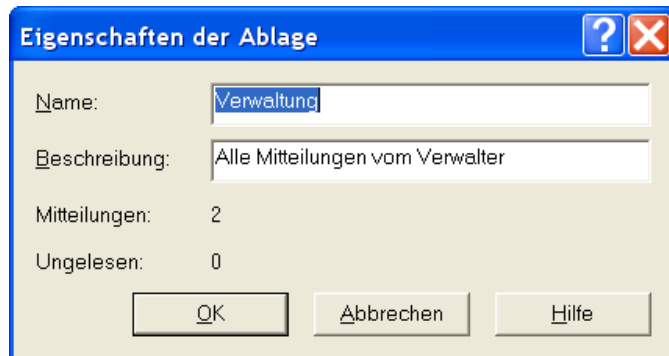 Eigenschaften der Ablage
Name: Verwaltung
Beschreibung: Alle Mitteilungen vom Verwalter
Mitteilungen: 2
Ungelesen: 0
OK Abbrechen Hilfe